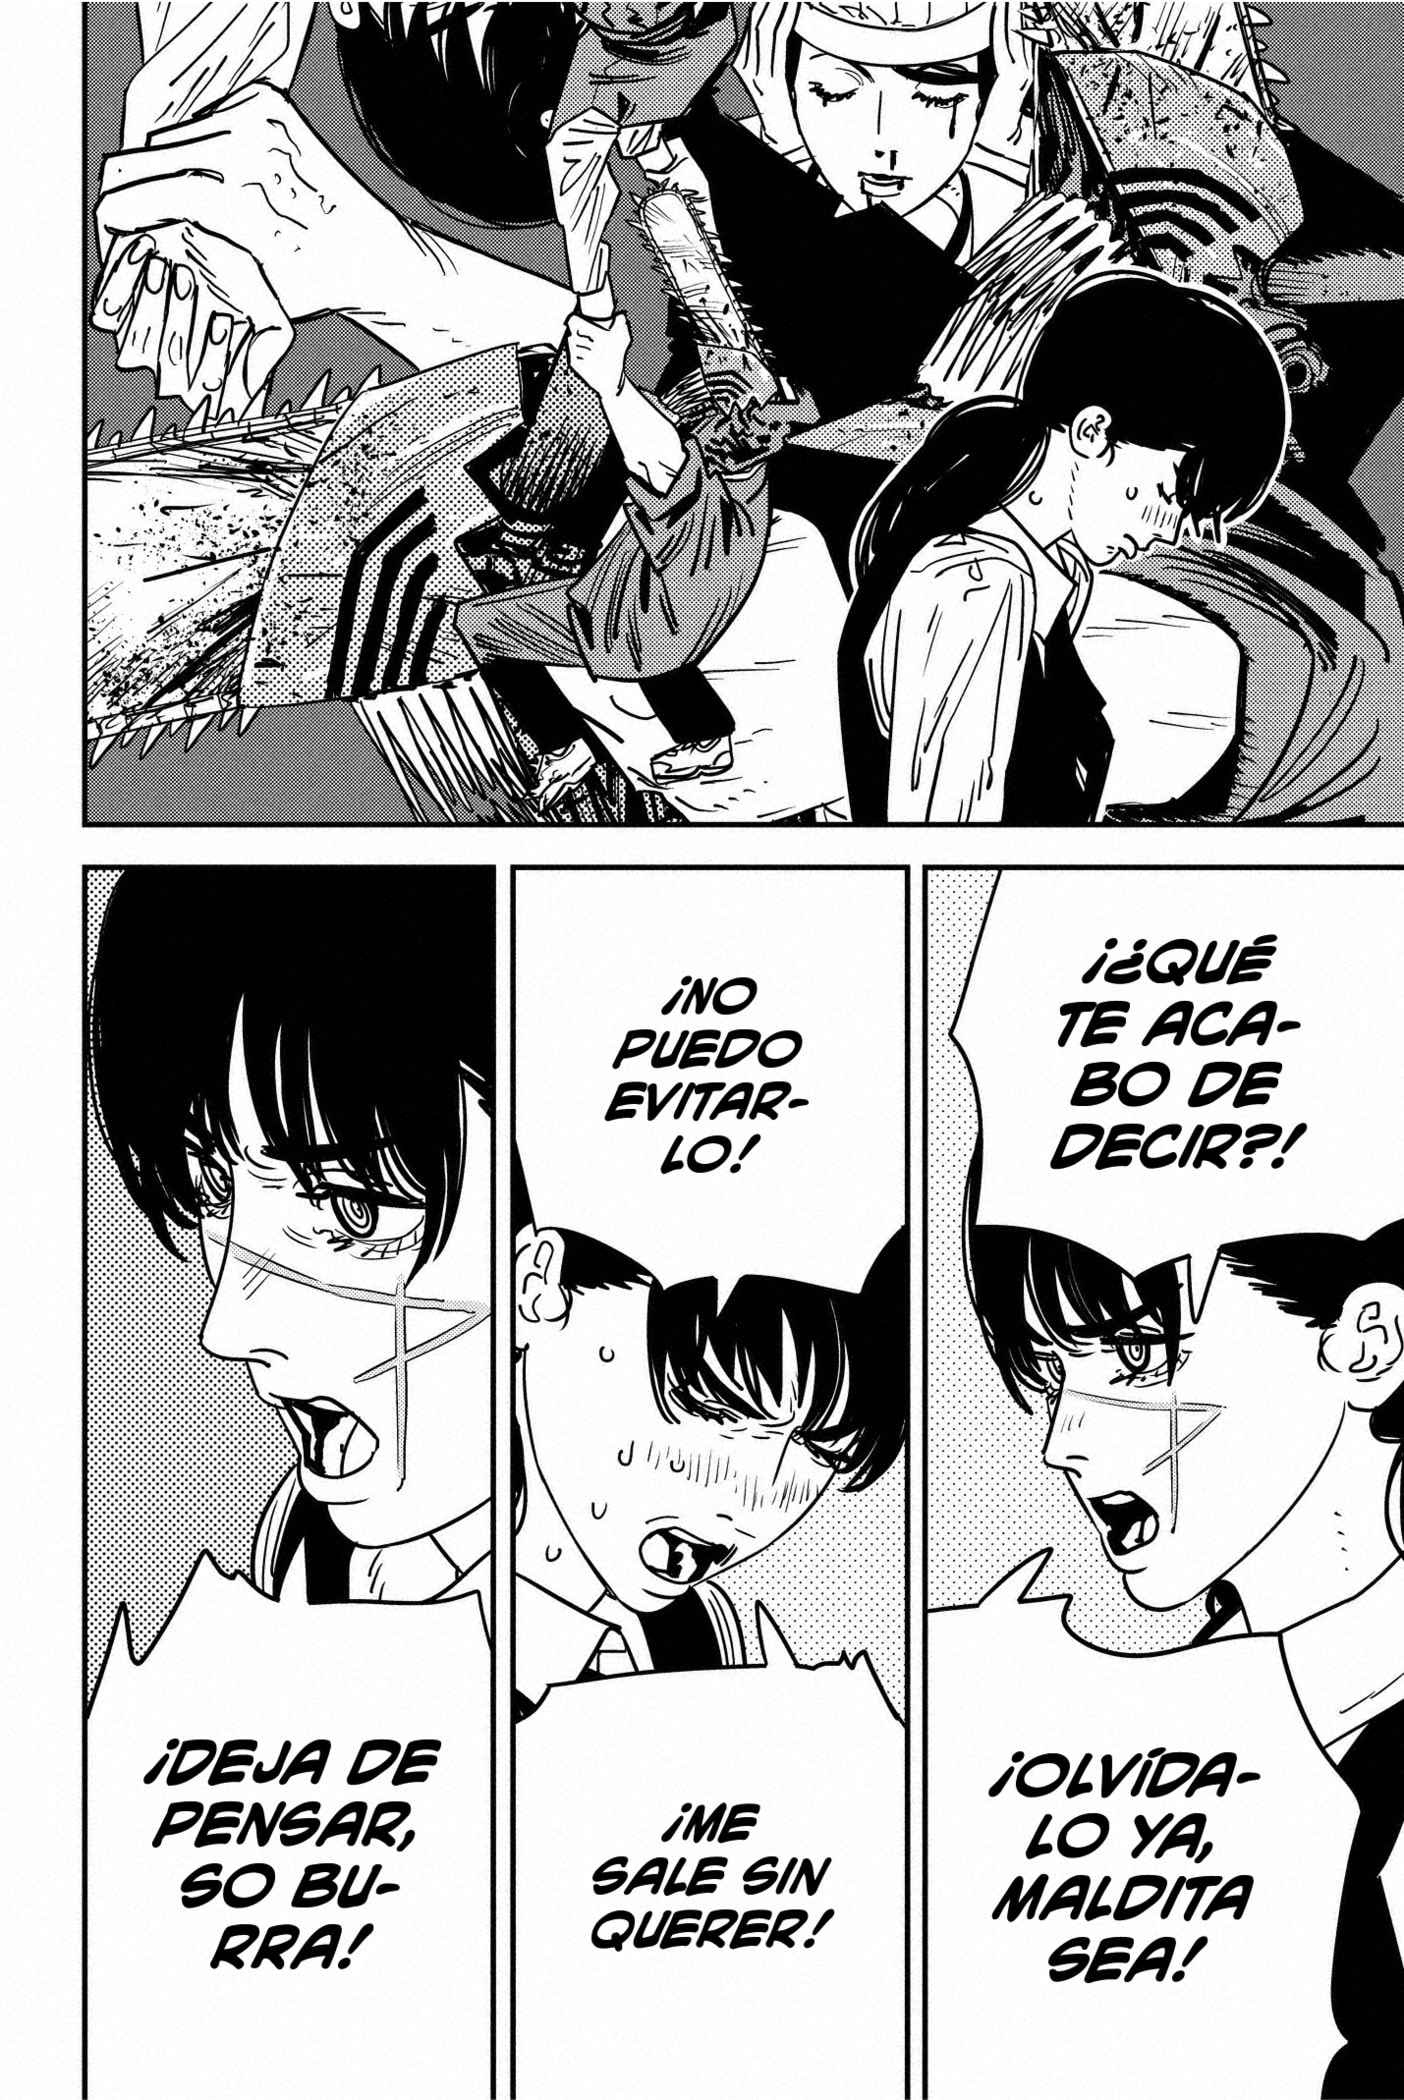 ¡¿QUÉ
TE ACA-
BO DE
DECIR?!
¡OLVÍDA-
LO YA,
MALDITA
SEA!
¡NO
PUEDO
EVITAR-
LO!
¡ME
SALE SIN
QUERER!
¡DEJA DE
PENSAR,
SO BU-
RRA!